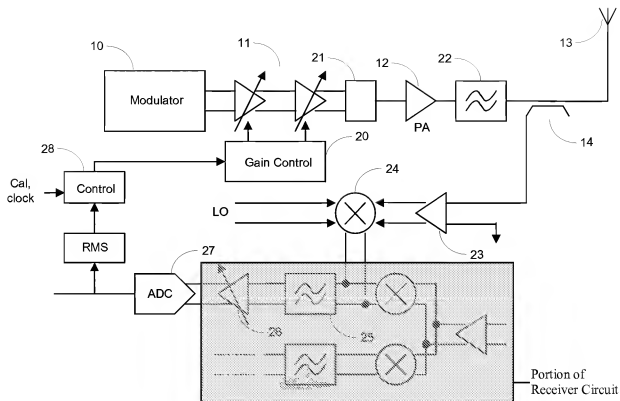 10
11
12
13
21
22
Modulator
PA
14
20
Gain Control
28
24
Cal,
clock
Control
LO
23
RMS
27
ADC
26
25
Portion of
Receiver Circuit